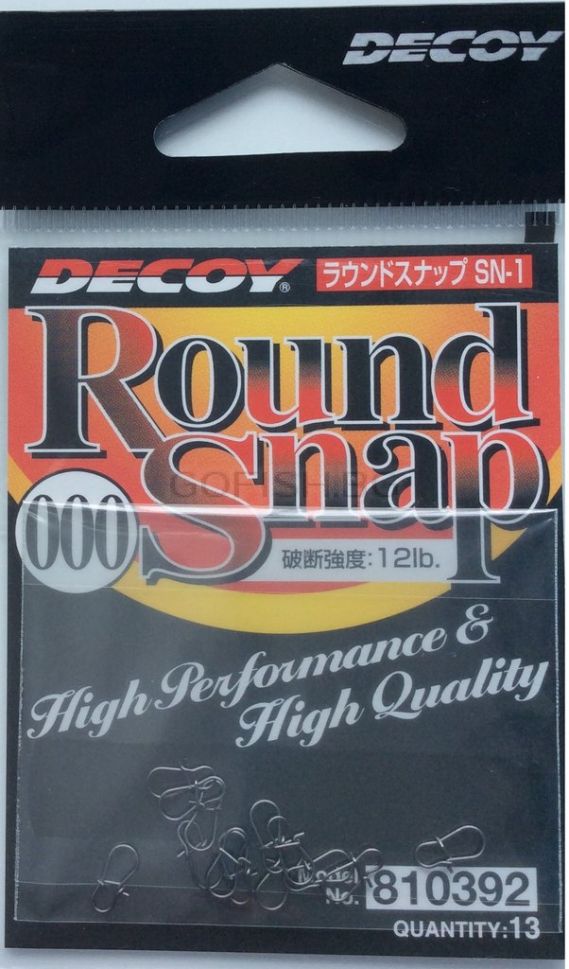 DECOY
DECOY®
ラウンドスナップ SN-1
Round
Snap
000
破断強度:12lb.
High Performance &
High Quality
Model
No.
810392
QUANTITY:13